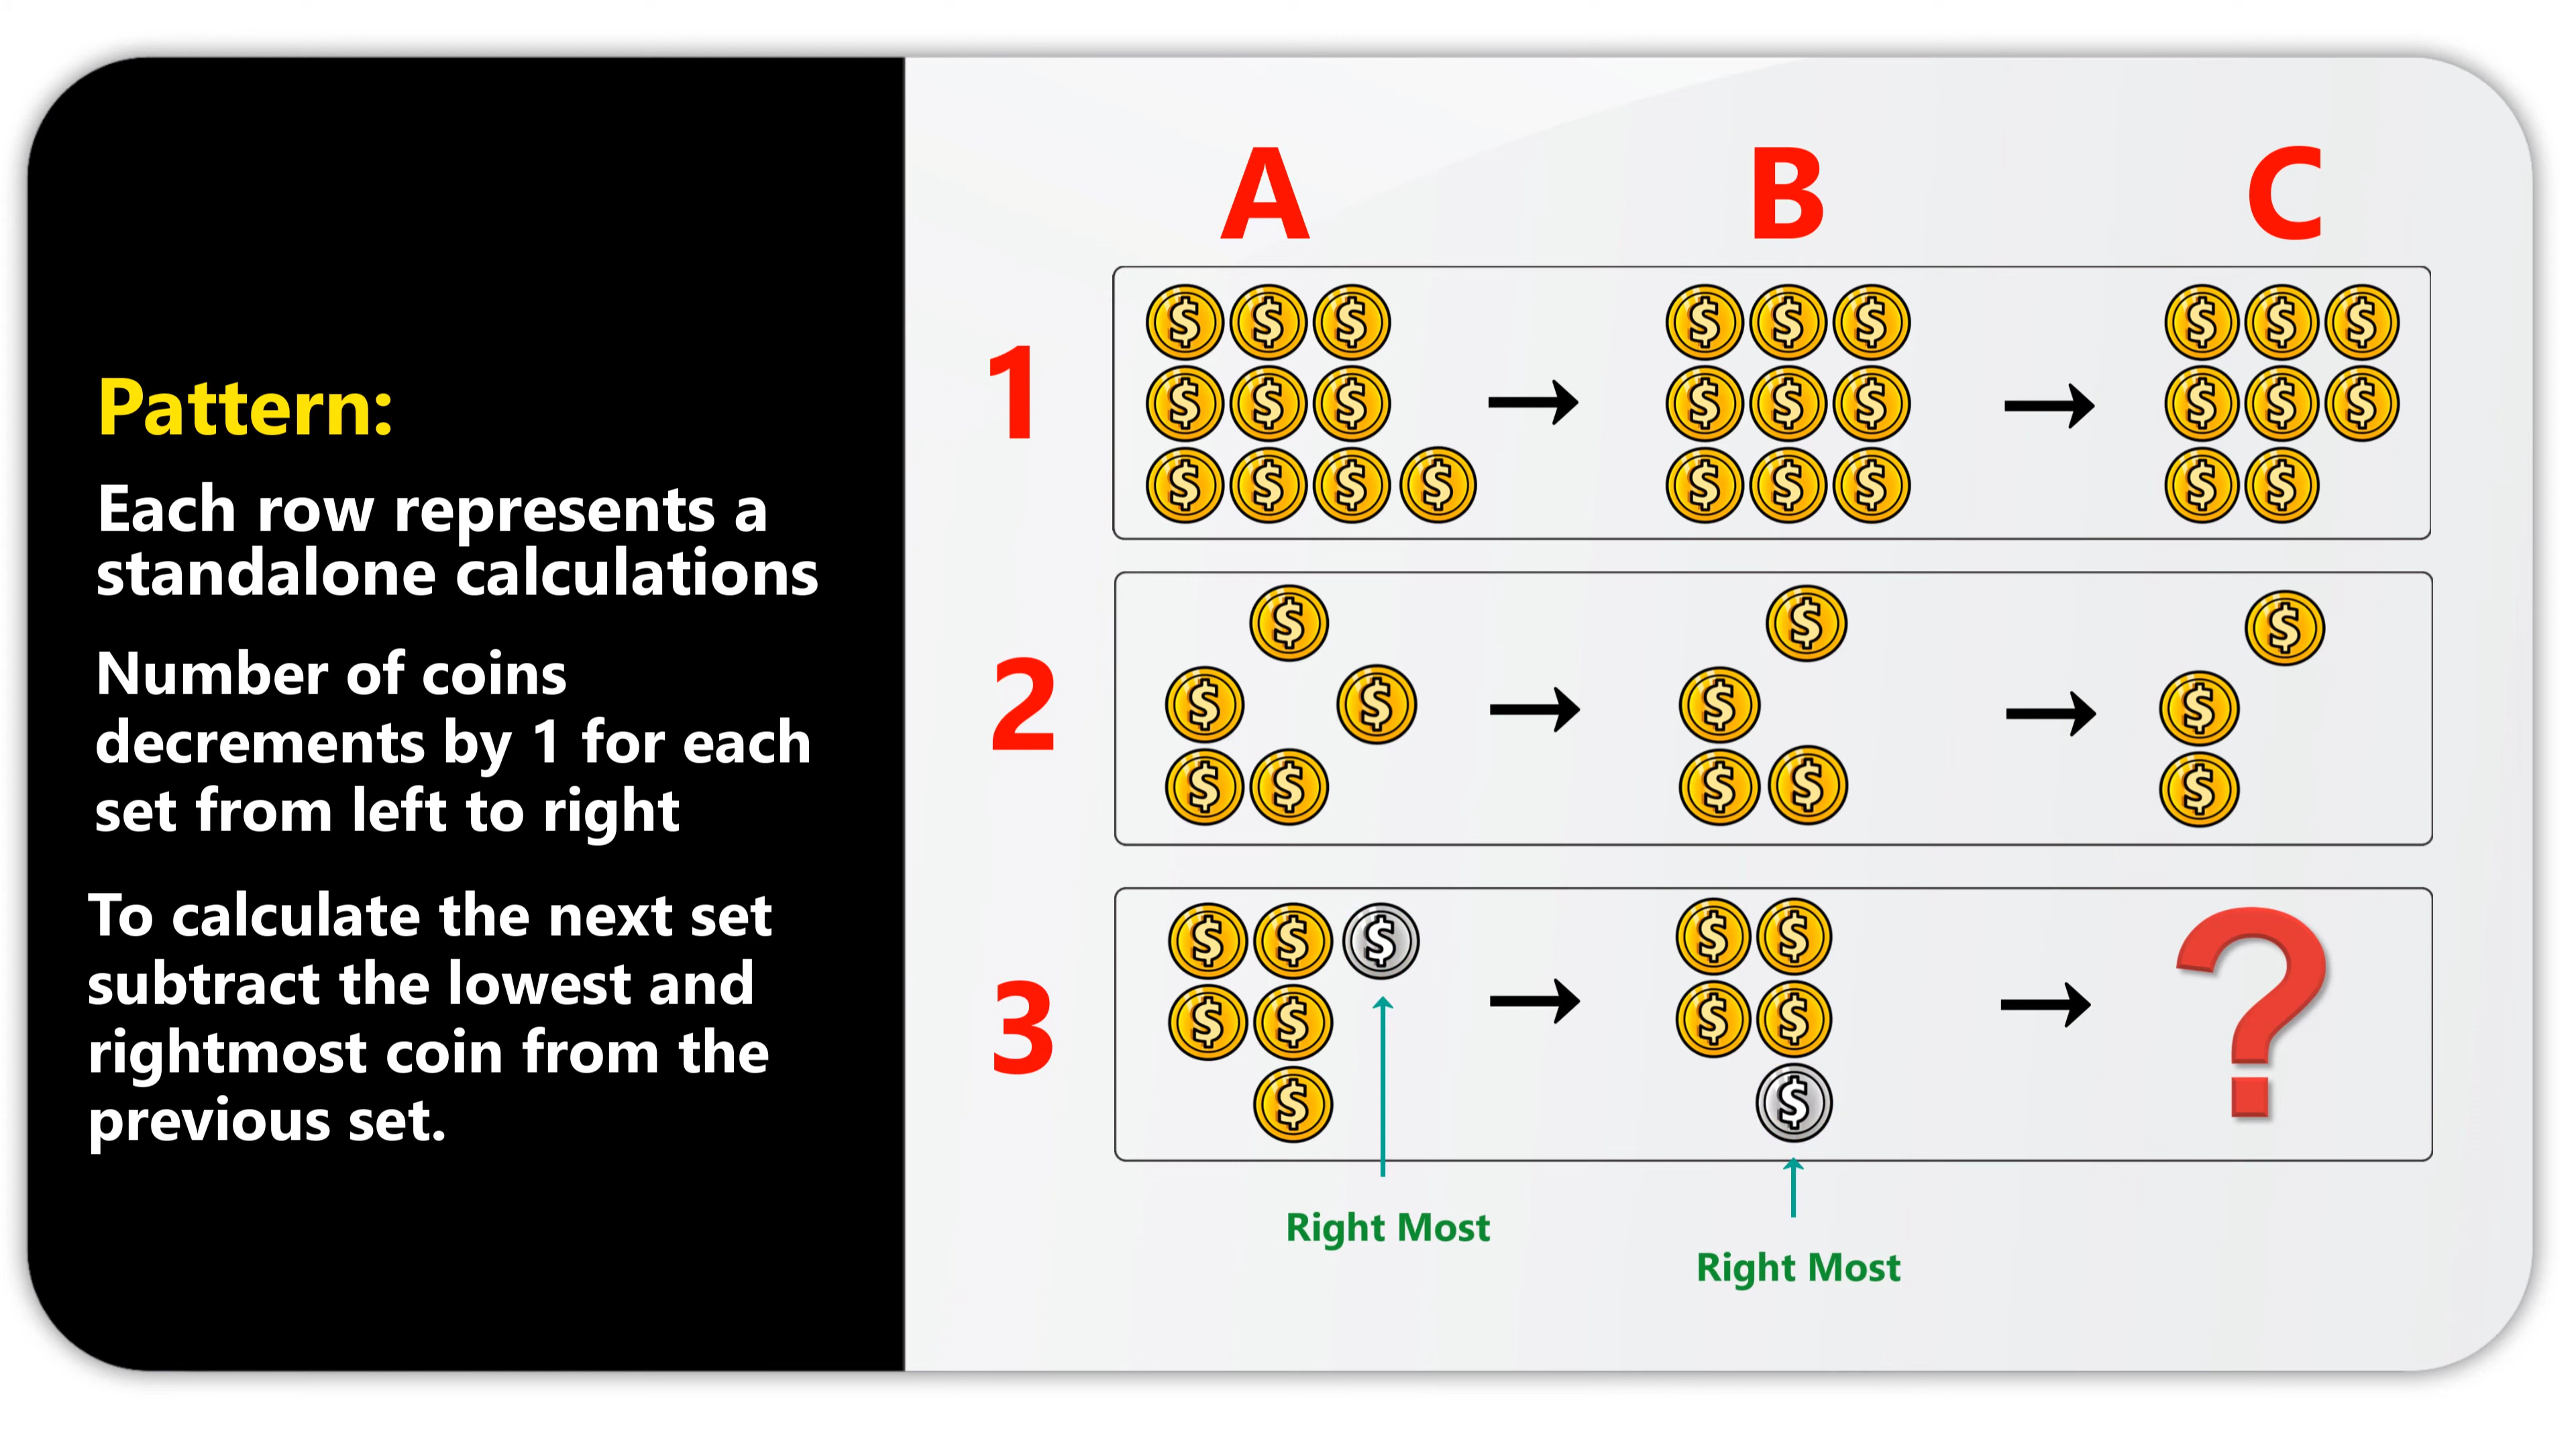 Pattern:
Each row represents a
standalone calculations
Number of coins
decrements by 1 for each
set from left to right
To calculate the next set
subtract the lowest and
rightmost coin from the
previous set.
A B C
1
$ $ $ $ $ $ $ $
$ $ $ → $ $ $ → $ $ $
$ $ $ $ $ $ $ $ $
2
$ $ $
$ $ → $ → $
$ $ $ $ $
3
$ $ $ $ $
$ $ → $ $ → ?
$ $
Right Most
Right Most